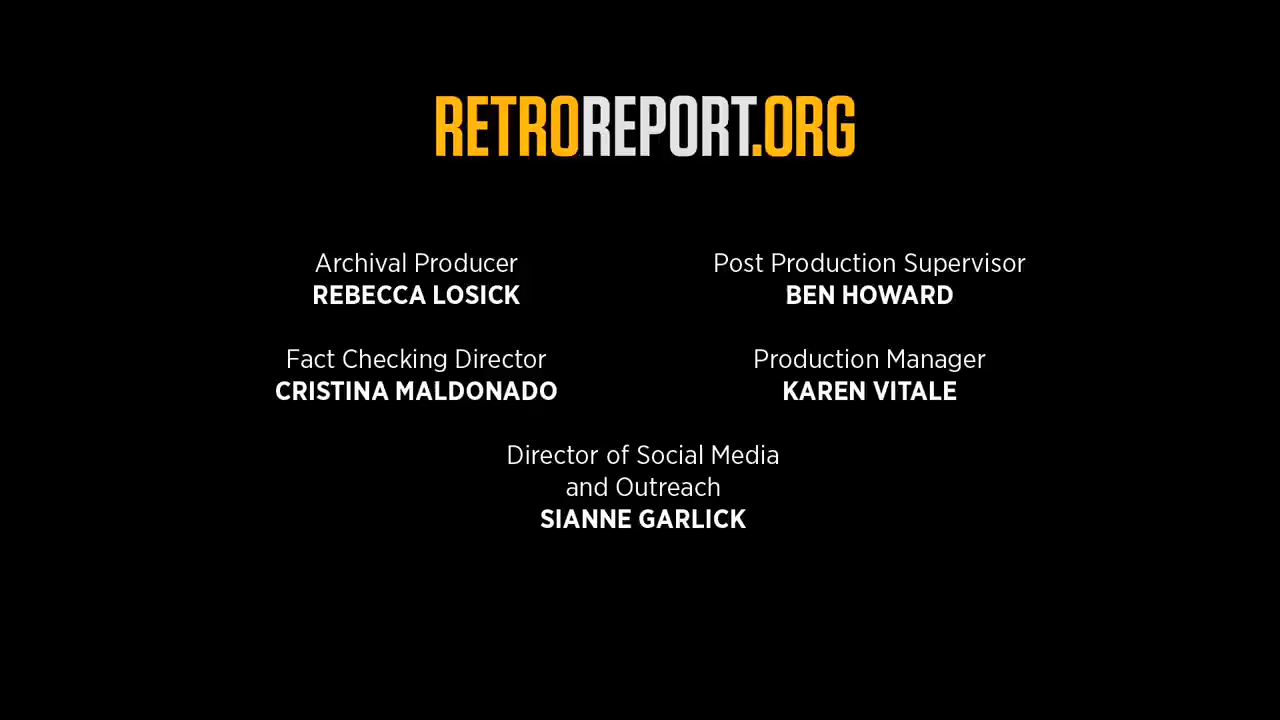 RETROREPORT.ORG
Archival Producer
REBECCA LOSICK
Post Production Supervisor
BEN HOWARD
Fact Checking Director
CRISTINA MALDONADO
Production Manager
KAREN VITALE
Director of Social Media
and Outreach
SIANNE GARLICK